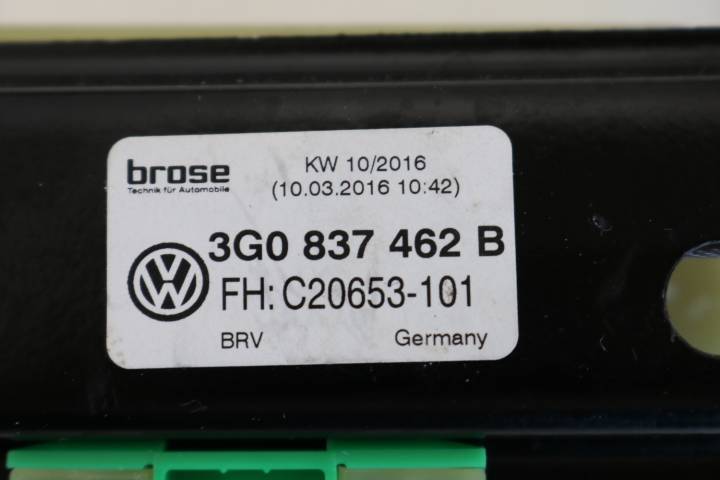 brose
Technik für Automobile
KW 10/2016
(10.03.2016 10:42)
3G0 837 462 B
FH: C20653-101
BRV
Germany